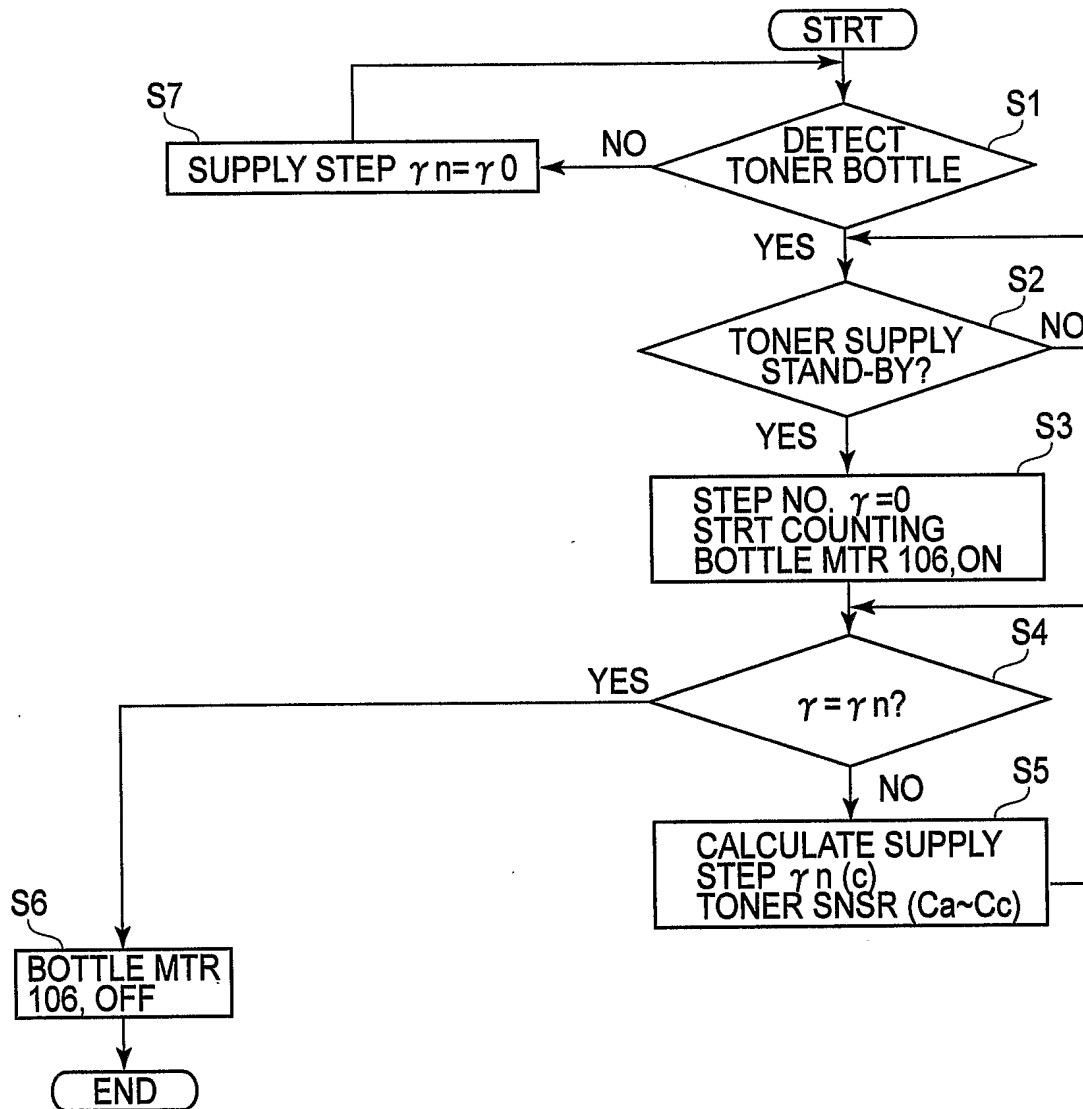 STRT
S7
S1
DETECT
TONER BOTTLE
NO
SUPPLY STEP γn=γ0
YES
S2
TONER SUPPLY
STAND-BY?
NO
YES
S3
STEP NO. γ=0
STRT COUNTING
BOTTLE MTR 106,ON
S4
YES
γ=γn?
NO
S5
CALCULATE SUPPLY
STEP γn (c)
TONER SNSR (Ca~Cc)
S6
BOTTLE MTR
106, OFF
END